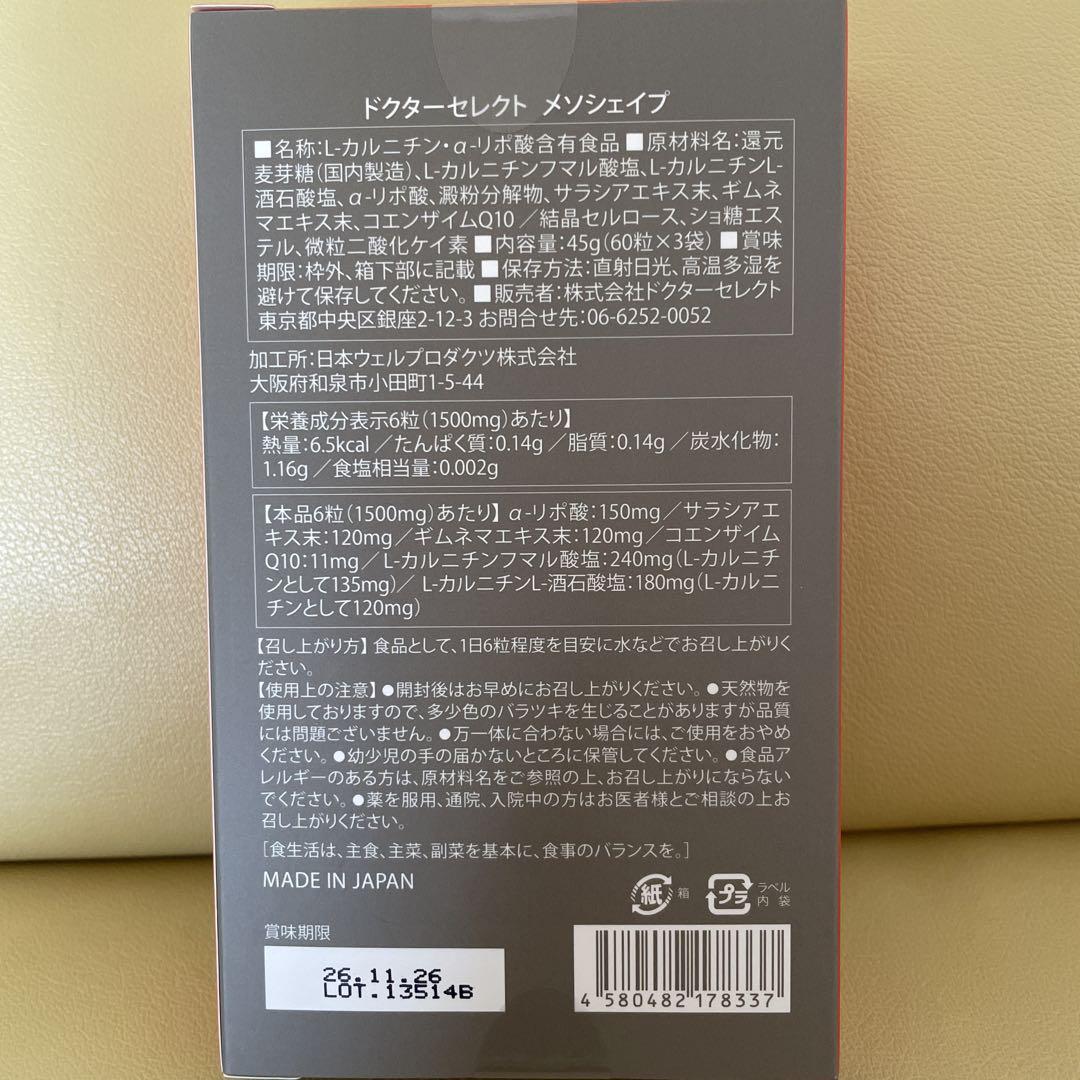 ドクターセレクト メソシェイプ
■名称:L-カルニチン・α-リポ酸含有食品 ■原材料名:還元
麦芽糖(国内製造)、L-カルニチンフマル酸塩、L-カルニチンL-
酒石酸塩、α-リポ酸、澱粉分解物、サラシアエキス末、ギムネ
マエキス末、コエンザイムQ10／結晶セルロース、ショ糖エス
テル、微粒二酸化ケイ素 ■内容量:45g(60粒×3袋) ■賞味
期限:枠外、箱下部に記載 ■保存方法:直射日光、高温多湿を
避けて保存してください。■販売者:株式会社ドクターセレクト
東京都中央区銀座2-12-3 お問合せ先:06-6252-0052
加工所:日本ウェルプロダクツ株式会社
大阪府和泉市小田町1-5-44
【栄養成分表示6粒(1500mg)あたり】
熱量:6.5kcal／たんぱく質:0.14g／脂質:0.14g／炭水化物:
1.16g／食塩相当量:0.002g
【本品6粒(1500mg)あたり】α-リポ酸:150mg／サラシアエ
キス末:120mg／ギムネマエキス末:120mg／コエンザイム
Q10:11mg／L-カルニチンフマル酸塩:240mg(L-カルニチ
ンとして135mg)／L-カルニチンL-酒石酸塩:180mg(L-カルニ
チンとして120mg)
【召し上がり方】食品として、1日6粒程度を目安に水などでお召し上がりく
ださい。
【使用上の注意】●開封後はお早めにお召し上がりください。●天然物を
使用しておりますので、多少色のバラツキを生じることがありますが品質
には問題ございません。●万一体に合わない場合には、ご使用をおやめ
ください。●幼少児の手の届かないところに保管してください。●食品ア
レルギーのある方は、原材料名をご参照の上、お召し上がりにならない
でください。●薬を服用、通院、入院中の方はお医者様とご相談の上お
召し上がりください。
[食生活は、主食、主菜、副菜を基本に、食事のバランスを。]
MADE IN JAPAN
紙 箱
プラ ラベル
内袋
賞味期限
26.11.26
LOT.13514B
4 580482 178337